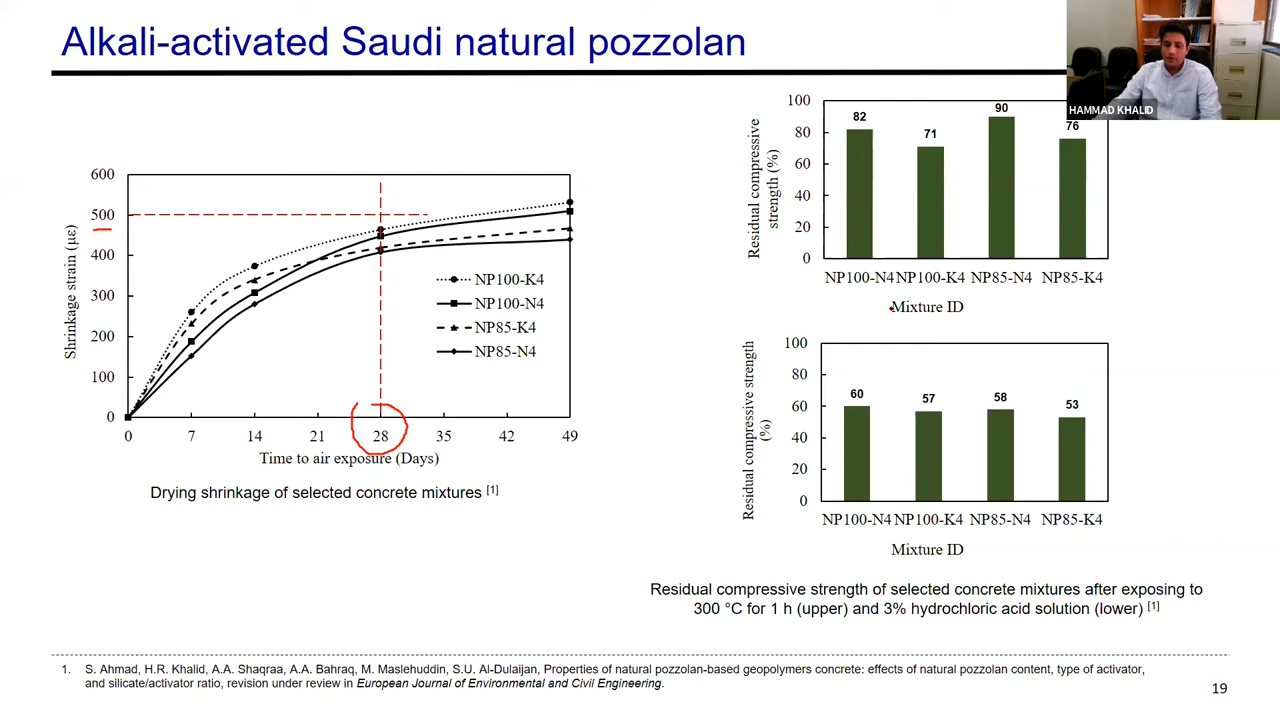 Alkali-activated Saudi natural pozzolan
HAMMAD KHALID
600
500
400
300
200
100
0
Shrinkage strain (µε)
NP100-K4
NP100-N4
NP85-K4
NP85-N4
0 7 14 21 28 35 42 49
Time to air exposure (Days)
Drying shrinkage of selected concrete mixtures [1]
100
80
60
40
20
0
Residual compressive
strength (%)
82 71 90 76
NP100-N4 NP100-K4 NP85-N4 NP85-K4
Mixture ID
100
80
60
40
20
0
Residual compressive strength
(%)
60 57 58 53
NP100-N4 NP100-K4 NP85-N4 NP85-K4
Mixture ID
Residual compressive strength of selected concrete mixtures after exposing to
300 °C for 1 h (upper) and 3% hydrochloric acid solution (lower) [1]
1. S. Ahmad, H.R. Khalid, A.A. Shaqraa, A.A. Bahraq, M. Maslehuddin, S.U. Al-Dulaijan, Properties of natural pozzolan-based geopolymers concrete: effects of natural pozzolan content, type of activator,
and silicate/activator ratio, revision under review in European Journal of Environmental and Civil Engineering.
19